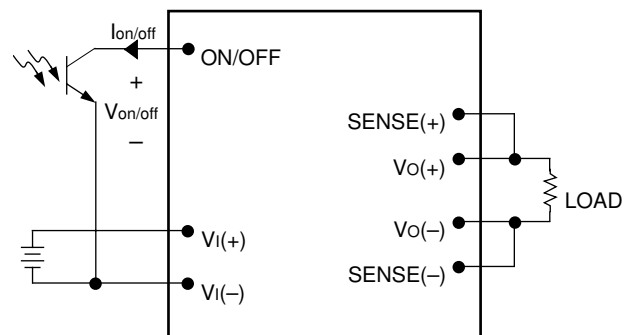 Ion/off
ON/OFF
+
Von/off
–
SENSE(+)
VO(+)
LOAD
VO(–)
SENSE(–)
VI(+)
VI(–)